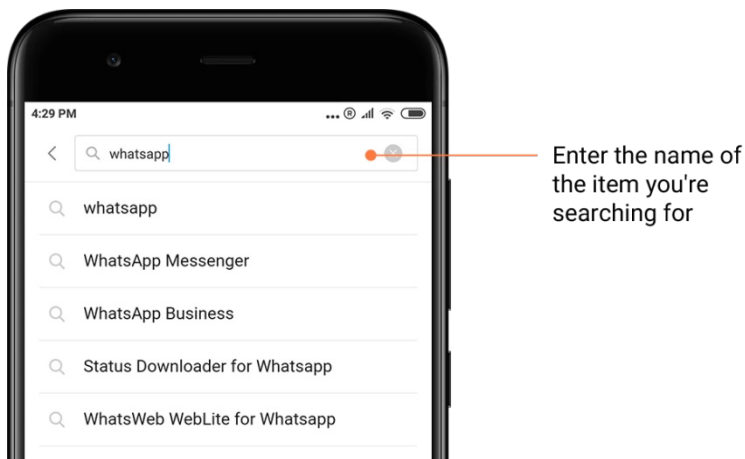 4:29 PM
whatsapp
whatsapp
WhatsApp Messenger
WhatsApp Business
Status Downloader for Whatsapp
WhatsWeb WebLite for Whatsapp
Enter the name of
the item you're
searching for